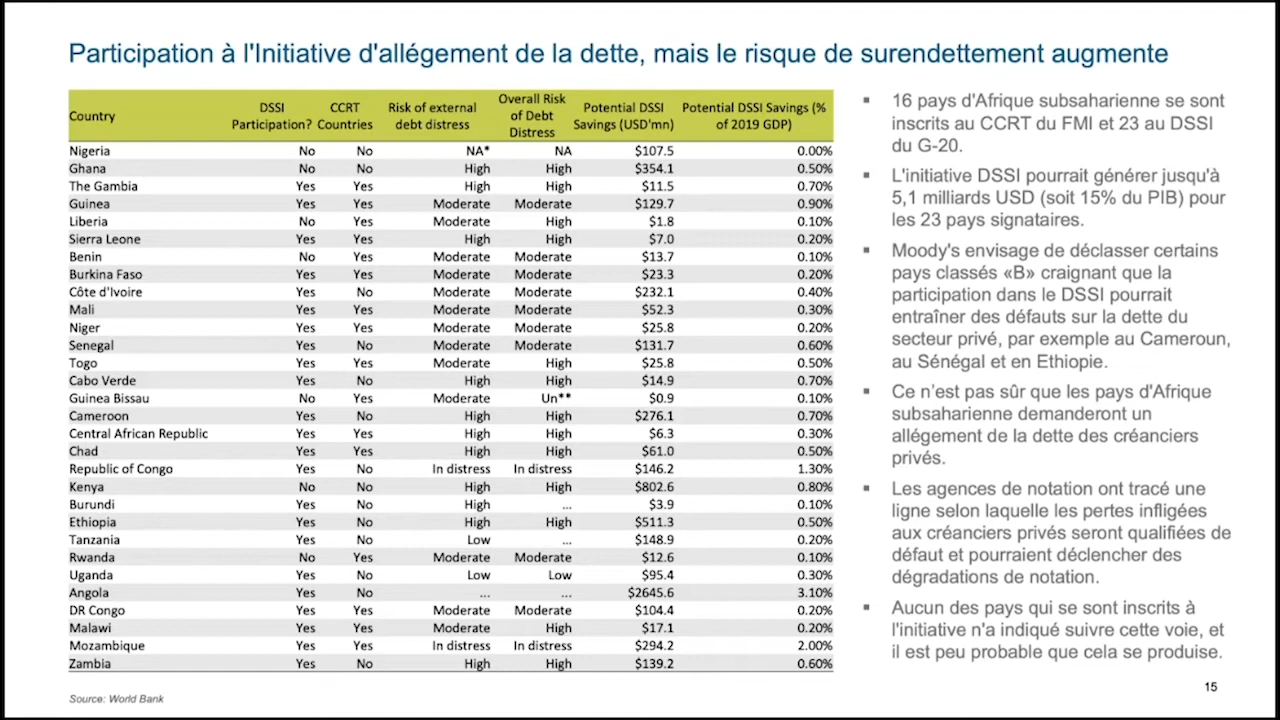 Participation à l'Initiative d'allégement de la dette, mais le risque de surendettement augmente
Country DSSI Participation? CCRT Countries Risk of external debt distress Overall Risk of Debt Distress Potential DSSI Savings (USD'mn) Potential DSSI Savings (% of 2019 GDP)
Nigeria No No NA* NA $107.5 0.00%
Ghana No No High High $354.1 0.50%
The Gambia Yes Yes High High $11.5 0.70%
Guinea Yes Yes Moderate Moderate $129.7 0.90%
Liberia No Yes Moderate High $1.8 0.10%
Sierra Leone Yes Yes High High $7.0 0.20%
Benin No Yes Moderate Moderate $13.7 0.10%
Burkina Faso Yes Yes Moderate Moderate $23.3 0.20%
Côte d'Ivoire Yes No Moderate Moderate $232.1 0.40%
Mali Yes Yes Moderate Moderate $52.3 0.30%
Niger Yes Yes Moderate Moderate $25.8 0.20%
Senegal Yes No Moderate Moderate $131.7 0.60%
Togo Yes Yes Moderate High $25.8 0.50%
Cabo Verde Yes No High High $14.9 0.70%
Guinea Bissau No Yes Moderate Un** $0.9 0.10%
Cameroon Yes No High High $276.1 0.70%
Central African Republic Yes Yes High High $6.3 0.30%
Chad Yes Yes High High $61.0 0.50%
Republic of Congo Yes No In distress In distress $146.2 1.30%
Kenya No No High High $802.6 0.80%
Burundi Yes No High ... $3.9 0.10%
Ethiopia Yes No High High $511.3 0.50%
Tanzania Yes No Low ... $148.9 0.20%
Rwanda No Yes Moderate Moderate $12.6 0.10%
Uganda Yes No Low Low $95.4 0.30%
Angola Yes No ... ... $2645.6 3.10%
DR Congo Yes Yes Moderate Moderate $104.4 0.20%
Malawi Yes Yes Moderate High $17.1 0.20%
Mozambique Yes Yes In distress In distress $294.2 2.00%
Zambia Yes No High High $139.2 0.60%
Source: World Bank
▪ 16 pays d'Afrique subsaharienne se sont
inscrits au CCRT du FMI et 23 au DSSI
du G-20.
▪ L'initiative DSSI pourrait générer jusqu'à
5,1 milliards USD (soit 15% du PIB) pour
les 23 pays signataires.
▪ Moody's envisage de déclasser certains
pays classés «B» craignant que la
participation dans le DSSI pourrait
entraîner des défauts sur la dette du
secteur privé, par exemple au Cameroun,
au Sénégal et en Ethiopie.
▪ Ce n’est pas sûr que les pays d'Afrique
subsaharienne demanderont un
allégement de la dette des créanciers
privés.
▪ Les agences de notation ont tracé une
ligne selon laquelle les pertes infligées
aux créanciers privés seront qualifiées de
défaut et pourraient déclencher des
dégradations de notation.
▪ Aucun des pays qui se sont inscrits à
l'initiative n'a indiqué suivre cette voie, et
il est peu probable que cela se produise.
15